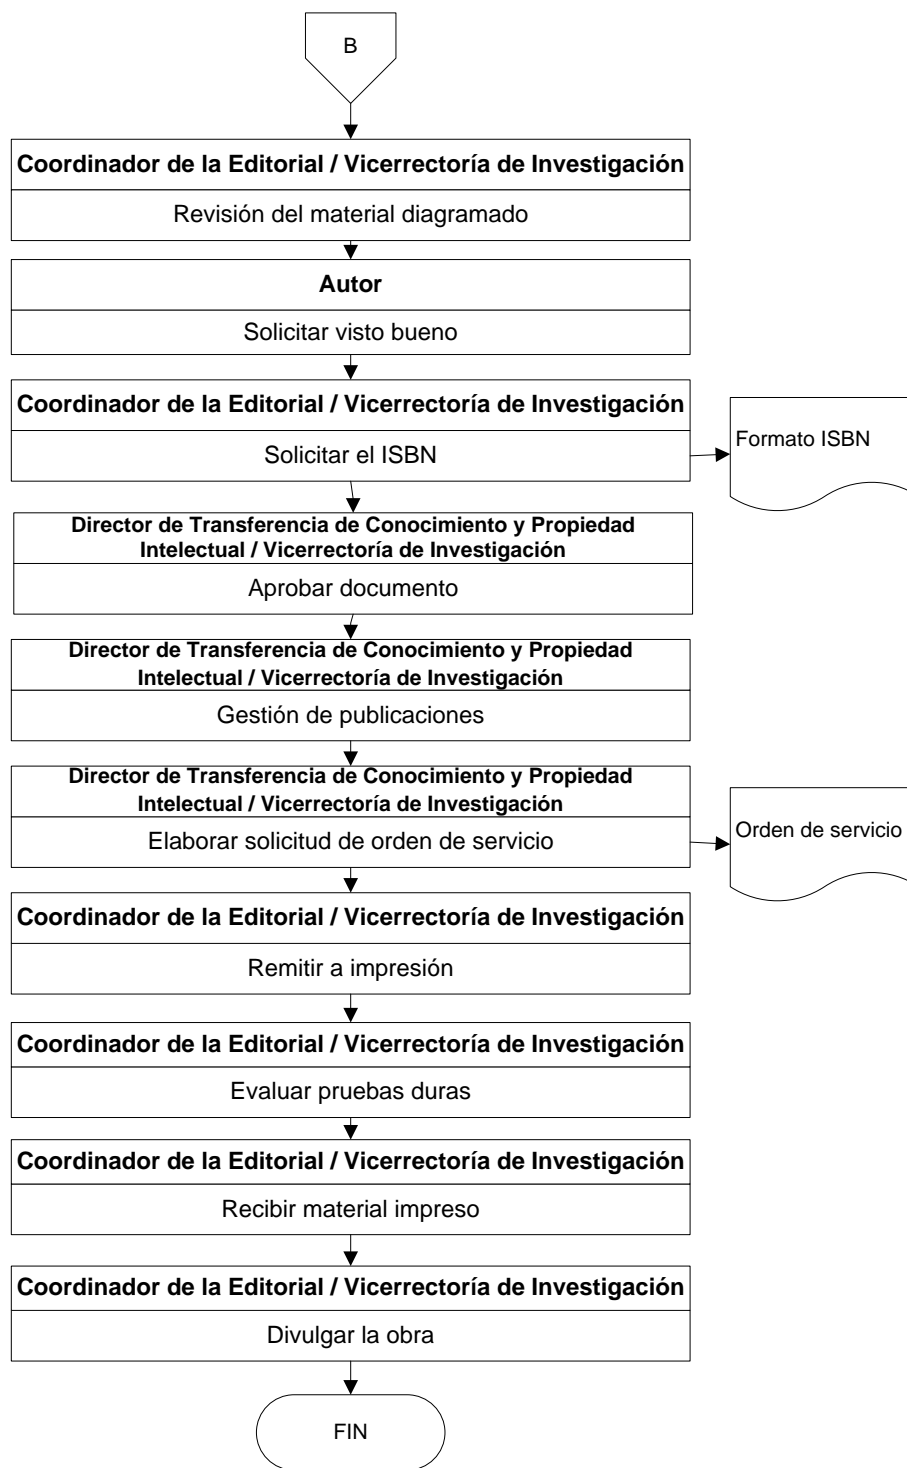 B
Coordinador de la Editorial / Vicerrectoría de Investigación
Revisión del material diagramado
Autor
Solicitar visto bueno
Coordinador de la Editorial / Vicerrectoría de Investigación
Solicitar el ISBN
Formato ISBN
Director de Transferencia de Conocimiento y Propiedad
Intelectual / Vicerrectoría de Investigación
Aprobar documento
Director de Transferencia de Conocimiento y Propiedad
Intelectual / Vicerrectoría de Investigación
Gestión de publicaciones
Director de Transferencia de Conocimiento y Propiedad
Intelectual / Vicerrectoría de Investigación
Elaborar solicitud de orden de servicio
Orden de servicio
Coordinador de la Editorial / Vicerrectoría de Investigación
Remitir a impresión
Coordinador de la Editorial / Vicerrectoría de Investigación
Evaluar pruebas duras
Coordinador de la Editorial / Vicerrectoría de Investigación
Recibir material impreso
Coordinador de la Editorial / Vicerrectoría de Investigación
Divulgar la obra
FIN